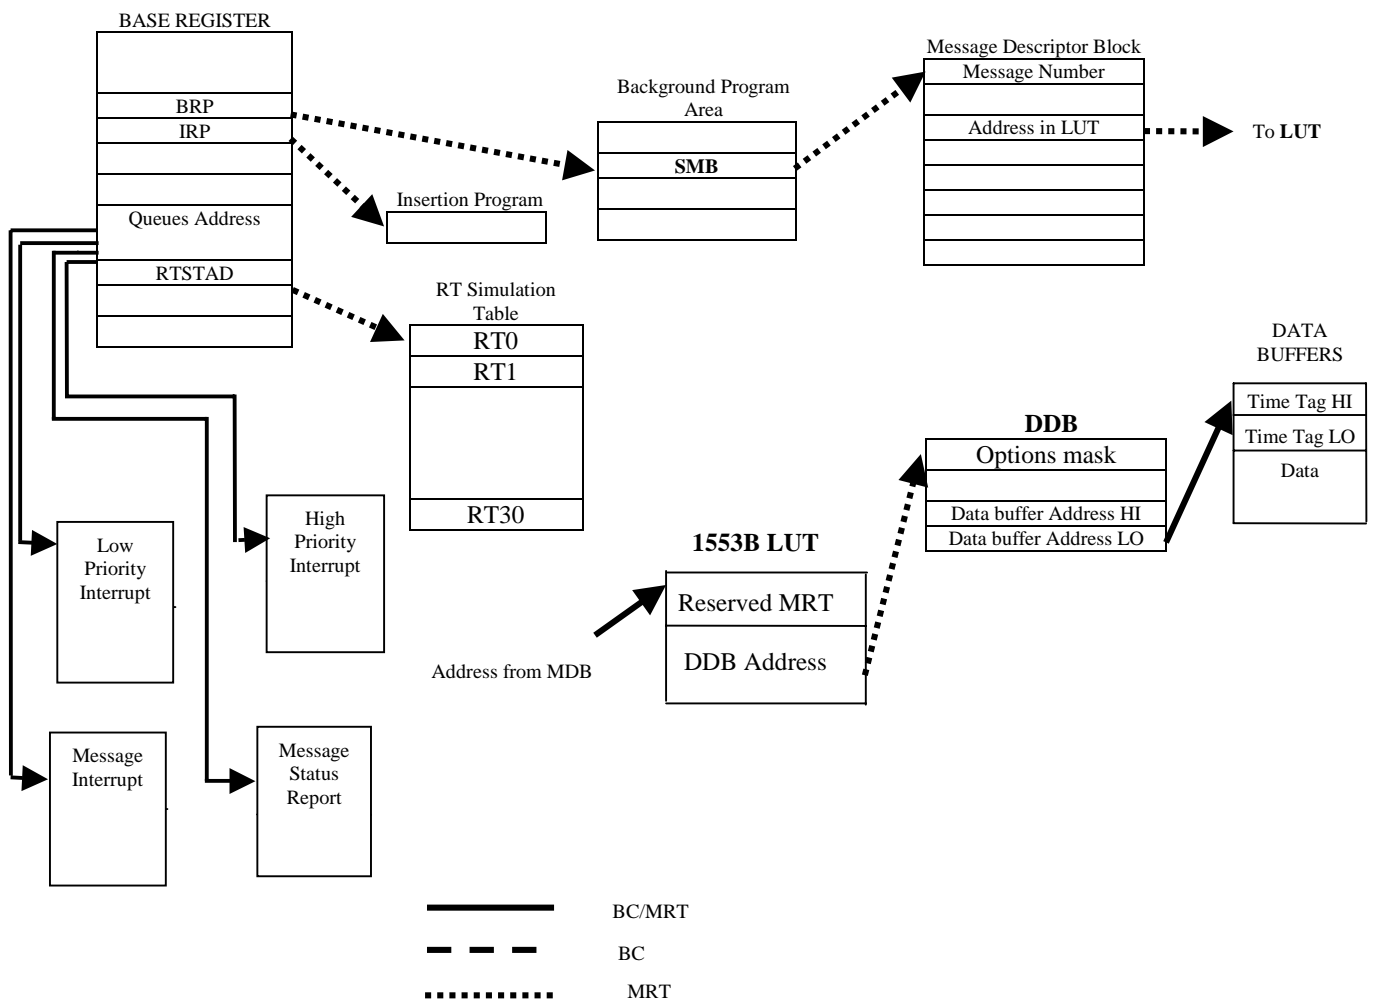 BASE REGISTER
BRP
IRP
Queues Address
RTSTAD
Insertion Program
Background Program
Area
SMB
Message Descriptor Block
Message Number
Address in LUT
To LUT
RT Simulation
Table
RT0
RT1
RT30
DATA
BUFFERS
Time Tag HI
Time Tag LO
Data
DDB
Options mask
Data buffer Address HI
Data buffer Address LO
1553B LUT
Reserved MRT
DDB Address
Address from MDB
Low
Priority
Interrupt
High
Priority
Interrupt
Message
Interrupt
Message
Status
Report
BC/MRT
BC
MRT